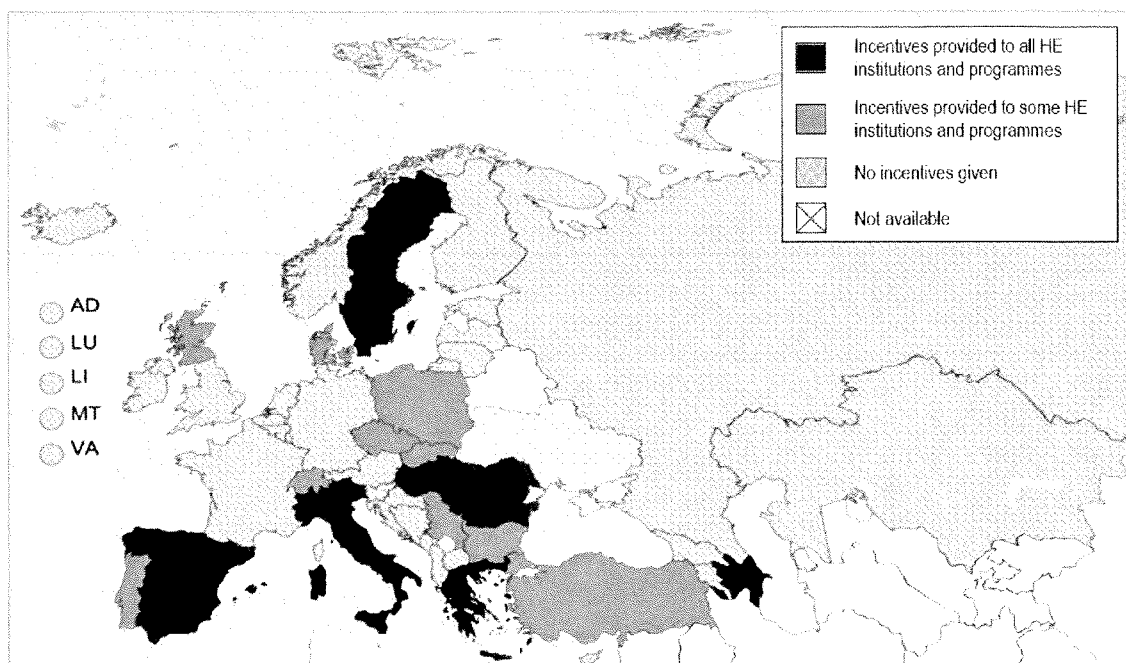 Incentives provided to all HE
institutions and programmes
Incentives provided to some HE
institutions and programmes
No incentives given
Not available
AD
LU
LI
MT
VA